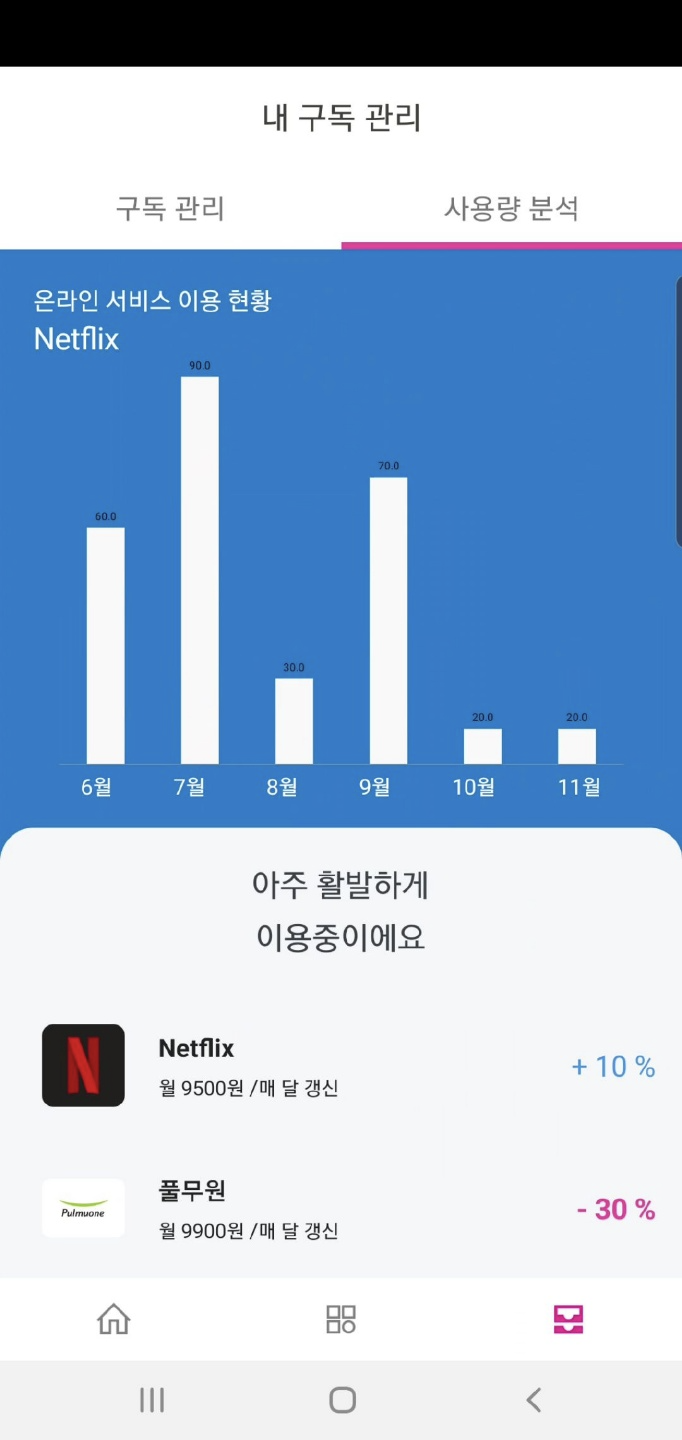 내 구독 관리
구독 관리 사용량 분석
온라인 서비스 이용 현황
Netflix
90.0
70.0
60.0
30.0
20.0 20.0
6월 7월 8월 9월 10월 11월
아주 활발하게
이용중이에요
N
Netflix
월 9500원 /매 달 갱신
+ 10 %
Pulmuone
풀무원
월 9900원 /매 달 갱신
- 30 %